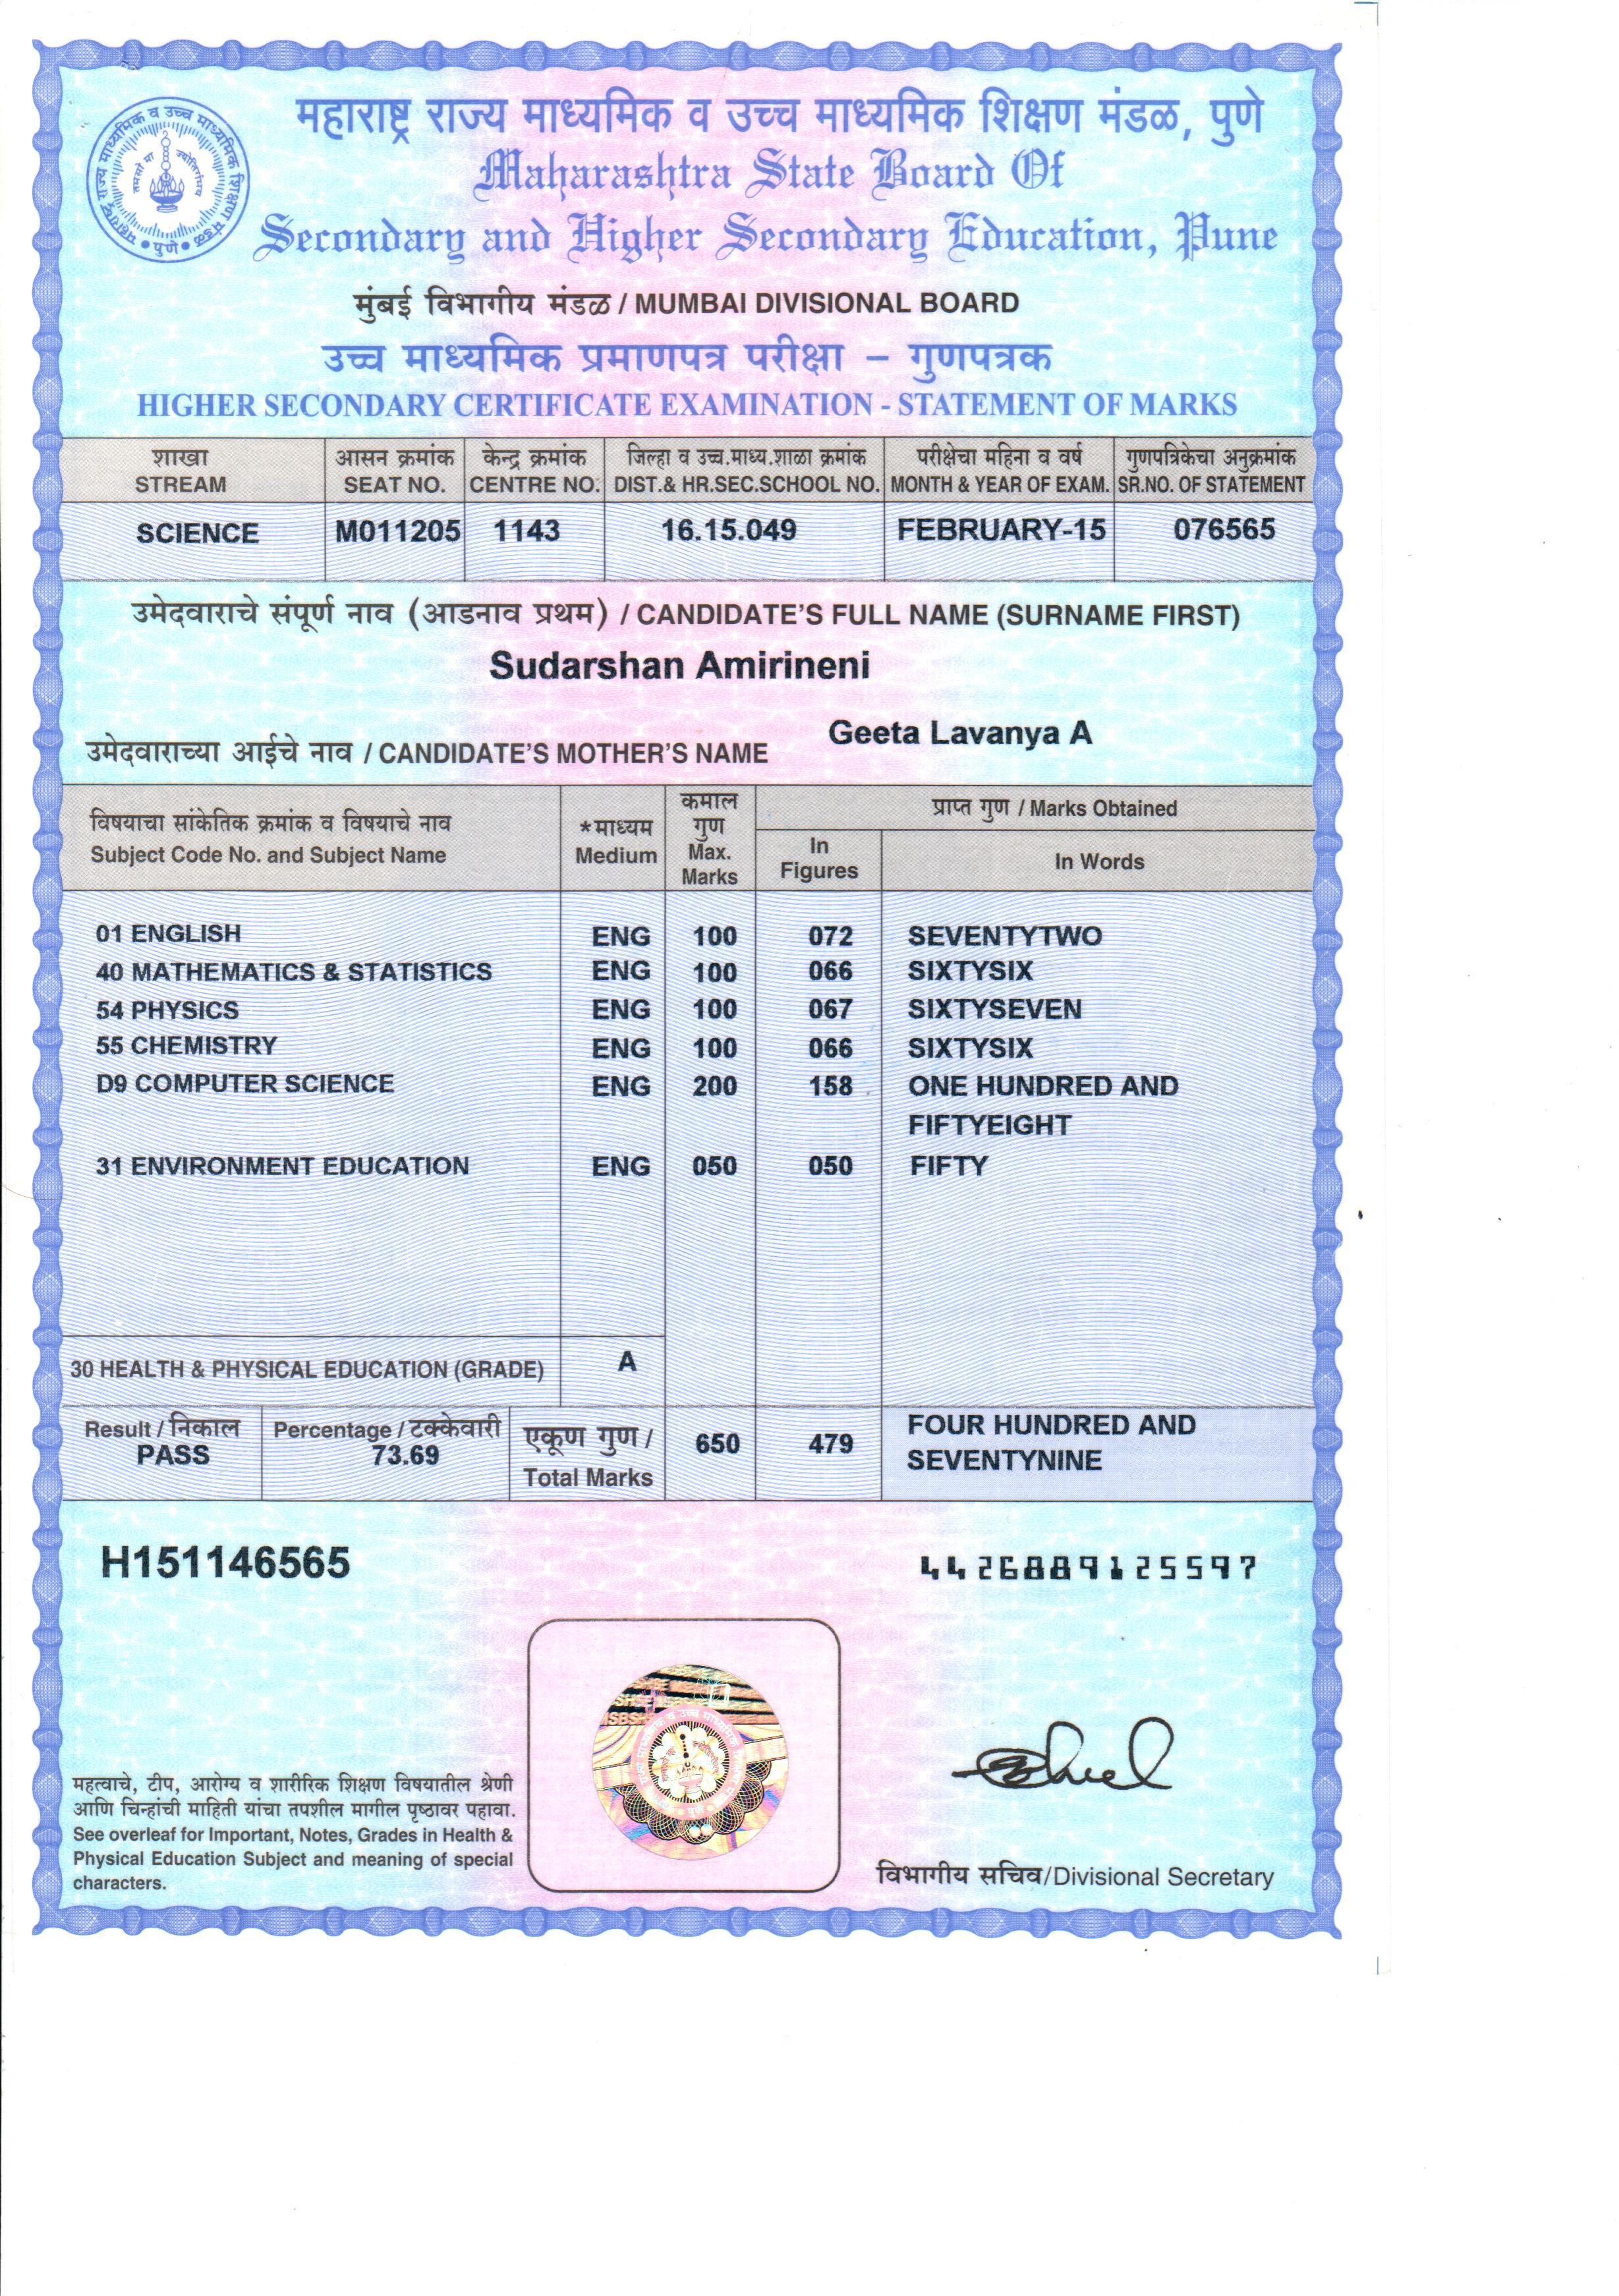 महाराष्ट्र राज्य माध्यमिक व उच्च माध्यमिक शिक्षण मंडळ, पुणे
Maharashtra State Board Of
Secondary and Higher Secondary Education, Pune
मुंबई विभागीय मंडळ / MUMBAI DIVISIONAL BOARD
उच्च माध्यमिक प्रमाणपत्र परीक्षा – गुणपत्रक
HIGHER SECONDARY CERTIFICATE EXAMINATION - STATEMENT OF MARKS
शाखा आसन क्रमांक केन्द्र क्रमांक जिल्हा व उच्च.माध्य.शाळा क्रमांक परीक्षेचा महिना व वर्ष गुणपत्रिकेचा अनुक्रमांक
STREAM SEAT NO. CENTRE NO. DIST.& HR.SEC.SCHOOL NO. MONTH & YEAR OF EXAM. SR.NO. OF STATEMENT
SCIENCE M011205 1143 16.15.049 FEBRUARY-15 076565
उमेदवाराचे संपूर्ण नाव (आडनाव प्रथम) / CANDIDATE'S FULL NAME (SURNAME FIRST)
Sudarshan Amirineni
उमेदवाराच्या आईचे नाव / CANDIDATE'S MOTHER'S NAME Geeta Lavanya A
विषयाचा सांकेतिक क्रमांक व विषयाचे नाव
Subject Code No. and Subject Name
*माध्यम
Medium
कमाल
गुण
Max.
Marks
प्राप्त गुण / Marks Obtained
In
Figures
In Words
01 ENGLISH ENG 100 072 SEVENTYTWO
40 MATHEMATICS & STATISTICS ENG 100 066 SIXTYSIX
54 PHYSICS ENG 100 067 SIXTYSEVEN
55 CHEMISTRY ENG 100 066 SIXTYSIX
D9 COMPUTER SCIENCE ENG 200 158 ONE HUNDRED AND
FIFTYEIGHT
31 ENVIRONMENT EDUCATION ENG 050 050 FIFTY
30 HEALTH & PHYSICAL EDUCATION (GRADE) A
Result / निकाल
PASS
Percentage / टक्केवारी
73.69
एकूण गुण /
Total Marks
650 479
FOUR HUNDRED AND
SEVENTYNINE
H151146565
4426889125597
महत्वाचे, टीप, आरोग्य व शारीरिक शिक्षण विषयातील श्रेणी
आणि चिन्हांची माहिती यांचा तपशील मागील पृष्ठावर पहावा.
See overleaf for Important, Notes, Grades in Health &
Physical Education Subject and meaning of special
characters.
विभागीय सचिव/Divisional Secretary